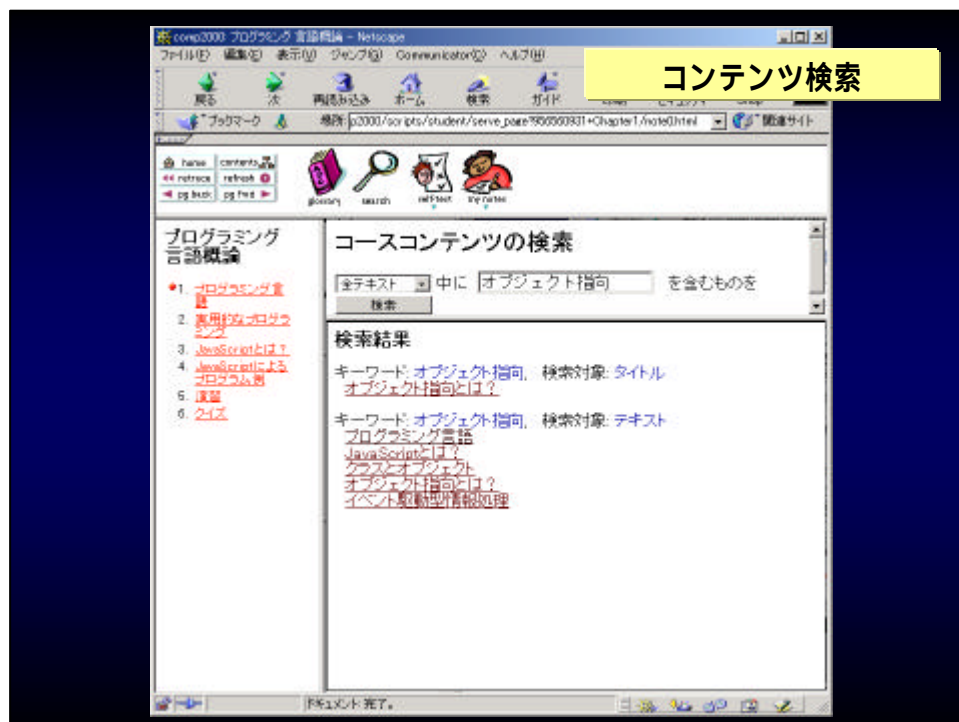 comp2000: プログラミング 言語概論 - Netscape
コンテンツ検索
ファイル(F) 編集(E) 表示(V) ジャンプ(G) Communicator(C) ヘルプ(H)
戻る 次 再読み込み ホーム 検索 ガイド
ブックマーク 場所: p2000/scripts/student/serve_page?956560931+Chapter1/note0.html 関連サイト
home contents
retrace refresh
pg back pg fwd
glossary search self-test my notes
プログラミング
言語概論
1. プログラミング言
語
2. 実用的なプログラ
ミング
3. JavaScriptとは?
4. JavaScriptによる
プログラム例
5. 演習
6. クイズ
コースコンテンツの検索
全テキスト 中に オブジェクト指向 を含むものを
検索
検索結果
キーワード: オブジェクト指向, 検索対象: タイトル
オブジェクト指向とは?
キーワード: オブジェクト指向, 検索対象: テキスト
プログラミング言語
JavaScriptとは?
クラスとオブジェクト
オブジェクト指向とは?
イベント駆動型情報処理
ドキュメント: 完了。